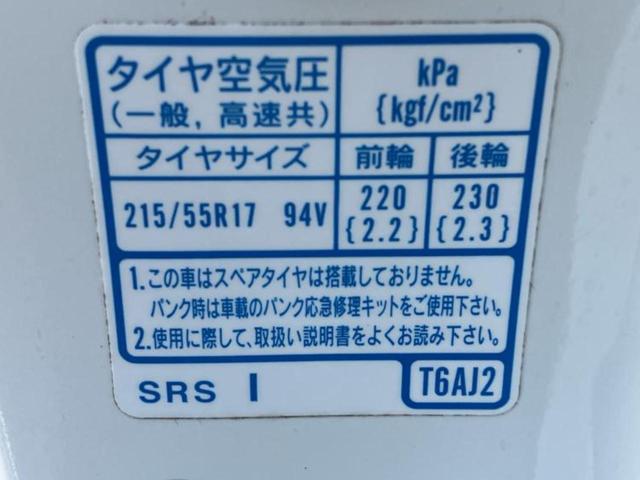 タイヤ空気圧
(一般, 高速共)
kPa
{kgf/cm²}
タイヤサイズ 前輪 後輪
215/55R17 94V 220 230
{2.2} {2.3}
1.この車はスペアタイヤは搭載しておりません。
パンク時は車載のパンク応急修理キットをご使用下さい。
2.使用に際して、取扱い説明書をよくお読み下さい。
SRS I T6AJ2